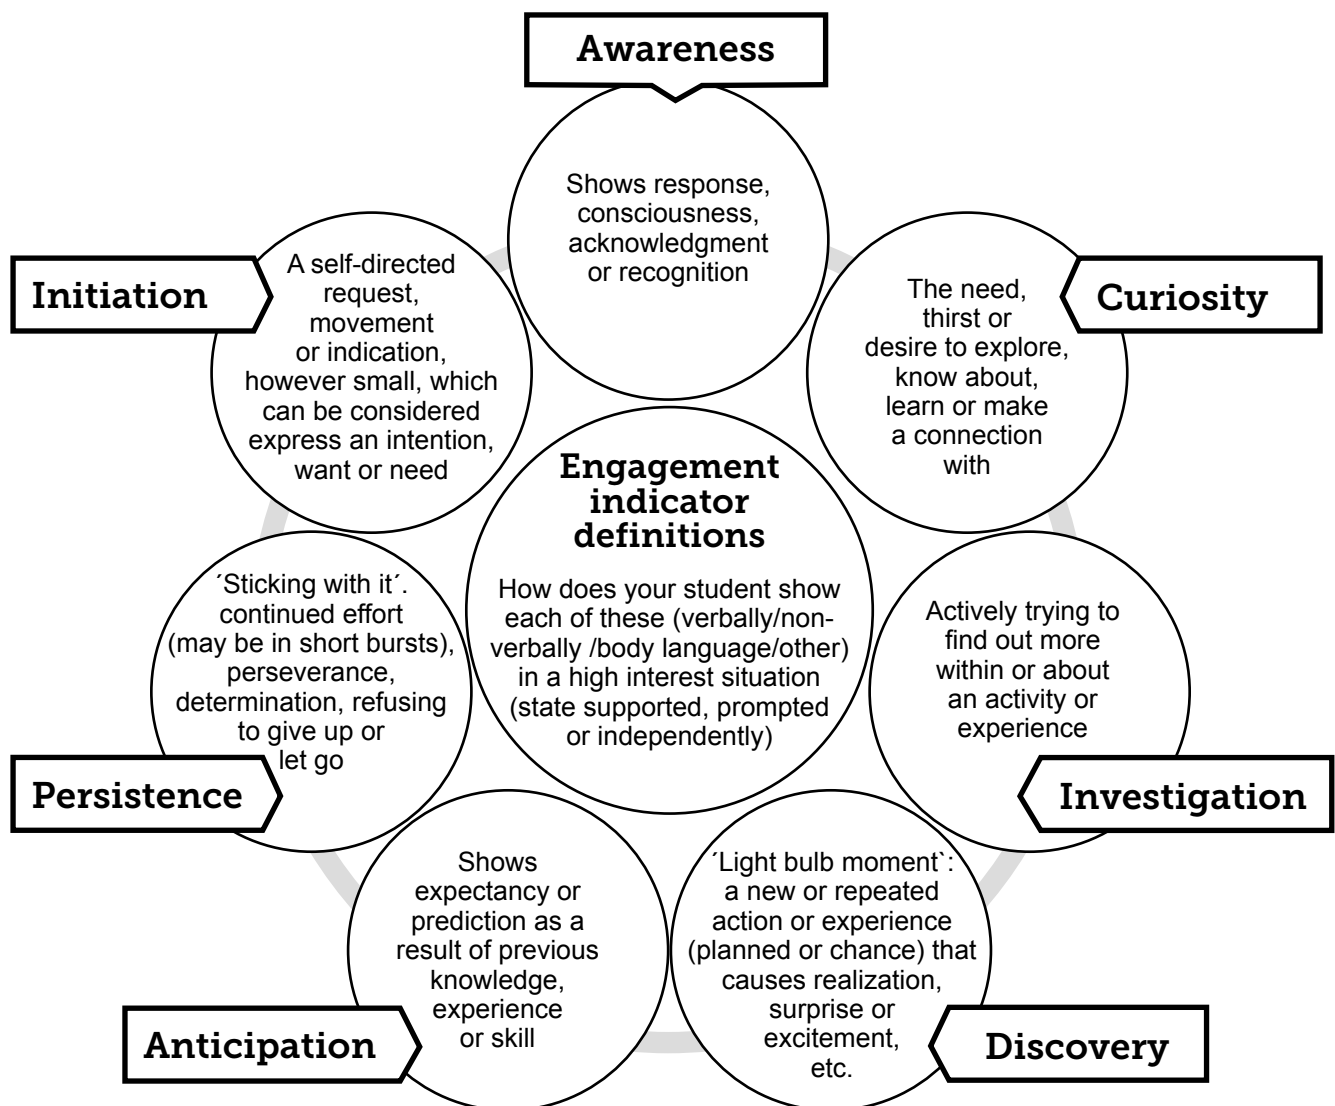 Awareness
Shows response,
consciousness,
acknowledgment
or recognition
Curiosity
The need,
thirst or
desire to explore,
know about,
learn or make
a connection
with
Investigation
Actively trying to
find out more
within or about
an activity or
experience
Discovery
´Light bulb moment`:
a new or repeated
action or experience
(planned or chance) that
causes realization,
surprise or
excitement,
etc.
Anticipation
Shows
expectancy or
prediction as a
result of previous
knowledge,
experience
or skill
Persistence
´Sticking with it´.
continued effort
(may be in short bursts),
perseverance,
determination, refusing
to give up or
let go
Initiation
A self-directed
request,
movement
or indication,
however small, which
can be considered
express an intention,
want or need
Engagement
indicator
definitions
How does your student show
each of these (verbally/non-
verbally /body language/other)
in a high interest situation
(state supported, prompted
or independently)